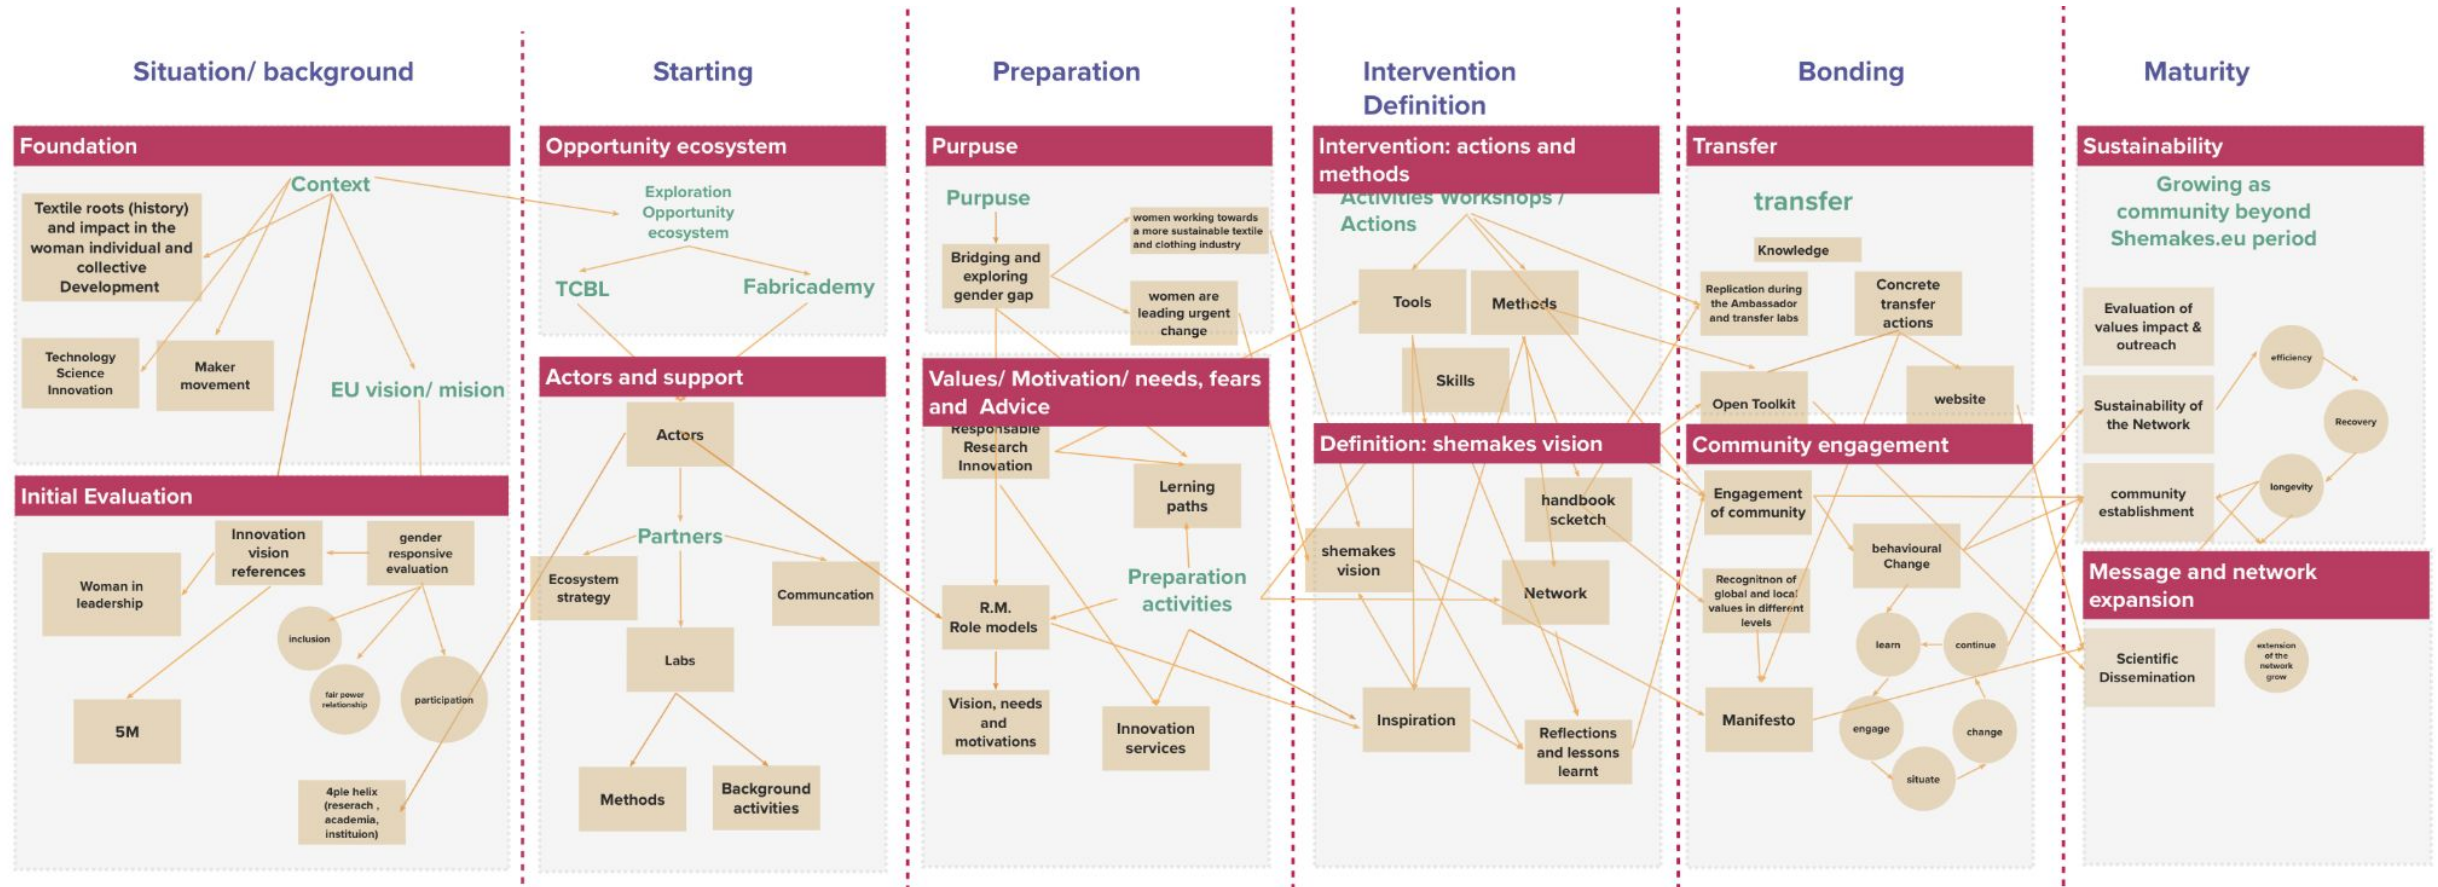 Situation/ background
Starting
Preparation
Intervention
Definition
Bonding
Maturity
Foundation
Context
Textile roots (history)
and impact in the
woman individual and
collective
Development
Technology
Science
Innovation
Maker
movement
EU vision/ mision
Initial Evaluation
Innovation
vision
references
gender
responsive
evaluation
Woman in
leadership
inclusion
fair power
relationship
participation
5M
4ple helix
(reserach ,
academia,
instituion)
Opportunity ecosystem
Exploration
Opportunity
ecosystem
TCBL
Fabricademy
Actors and support
Actors
Partners
Ecosystem
strategy
Communcation
Labs
Methods
Background
activities
Purpuse
Purpuse
women working towards
a more sustainable textile
and clothing industry
Bridging and
exploring
gender gap
women are
leading urgent
change
Values/ Motivation/ needs, fears
and Advice
Responsable
Research
Innovation
Lerning
paths
Preparation
activities
R.M.
Role models
Vision, needs
and
motivations
Innovation
services
Intervention: actions and
methods
Activities Workshops /
Actions
Tools
Methods
Skills
Definition: shemakes vision
handbook
scketch
shemakes
vision
Network
Inspiration
Reflections
and lessons
learnt
Transfer
transfer
Knowledge
Replication during
the Ambassador
and transfer labs
Concrete
transfer
actions
Open Toolkit
website
Community engagement
Engagement
of community
behavioural
Change
Recognitnon of
global and local
values in different
levels
learn
continue
Manifesto
engage
change
situate
Sustainability
Growing as
community beyond
Shemakes.eu period
Evaluation of
values impact &
outreach
efficiency
Sustainability of
the Network
Recovery
community
establishment
longevity
Message and network
expansion
Scientific
Dissemination
extension
of the
network
grow